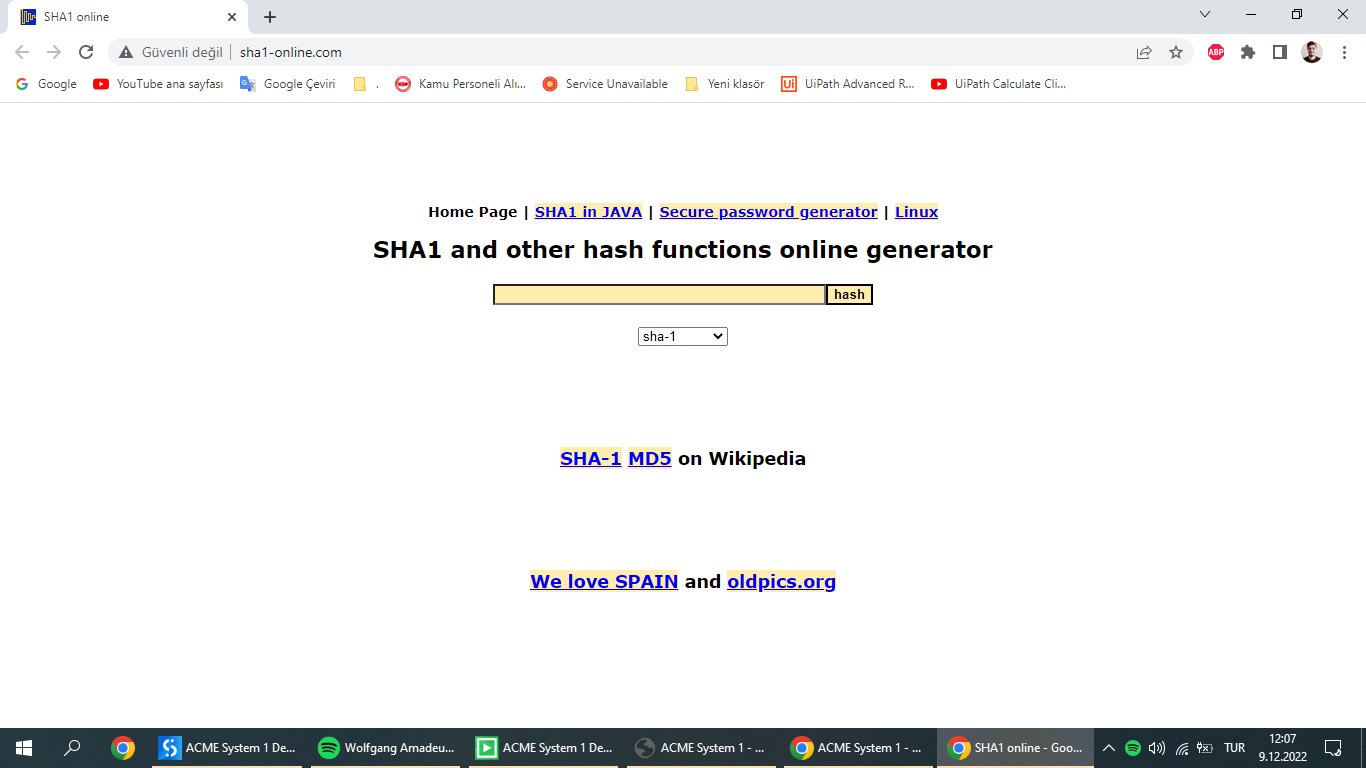 SHA1 online
Güvenli değil
sha1-online.com
ABP
Google
YouTube ana sayfası
Google Çeviri
.
Kamu Personeli Alı...
Service Unavailable
Yeni klasör
Ui
UiPath Advanced R...
UiPath Calculate Cli...
Home Page | SHA1 in JAVA | Secure password generator | Linux
SHA1 and other hash functions online generator
hash
sha-1
SHA-1 MD5 on Wikipedia
We love SPAIN and oldpics.org
ACME System 1 De...
Wolfgang Amadeu...
ACME System 1 De...
ACME System 1 - ...
ACME System 1 - ...
SHA1 online - Goo...
TUR
12:07
9.12.2022